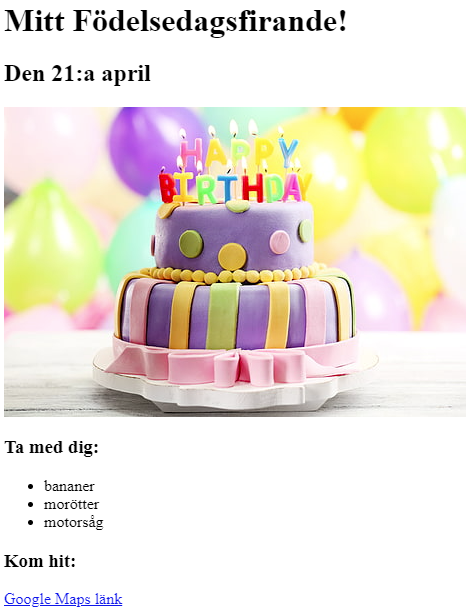 Mitt Födelsedagsfirande!
Den 21:a april
HAPPY
BIRTHDAY
Ta med dig:
bananer
morötter
motorsåg
Kom hit:
Google Maps länk